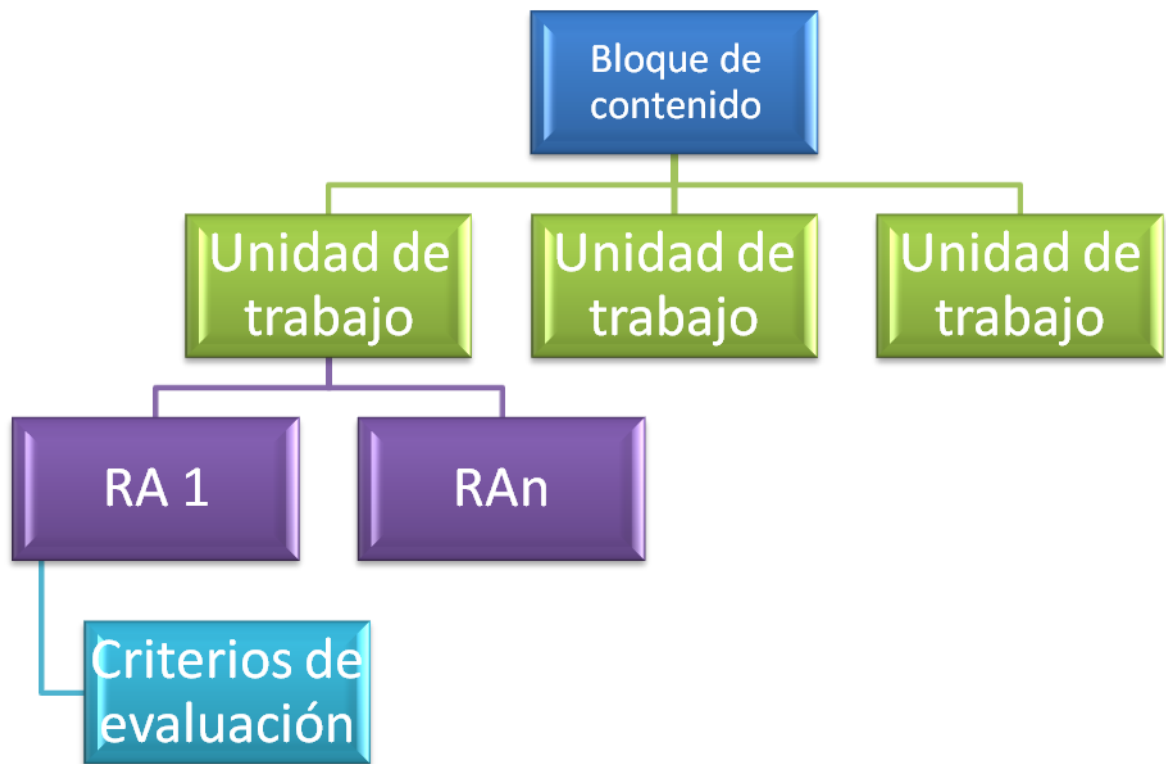 Bloque de
contenido
Unidad de
trabajo
Unidad de
trabajo
Unidad de
trabajo
RA 1
RAn
Criterios de
evaluación